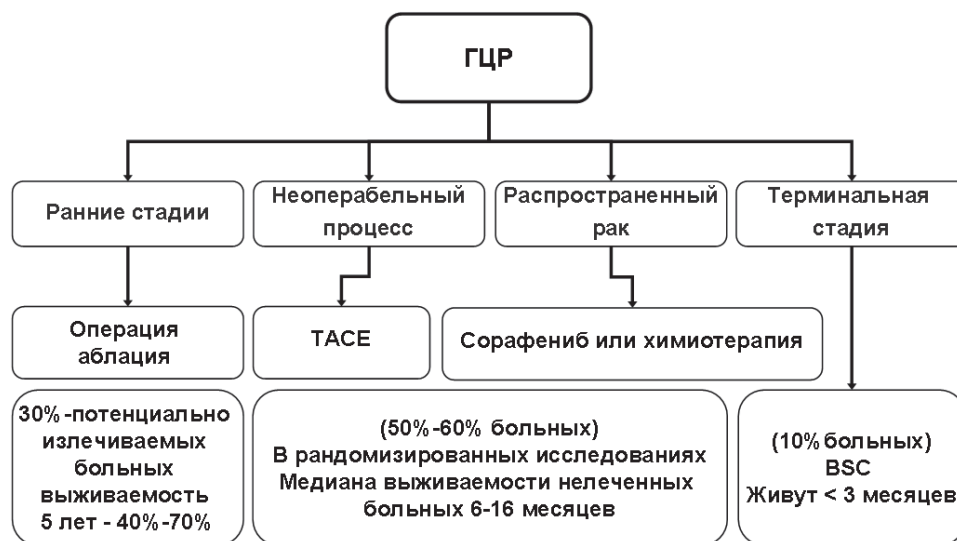 ГЦР
Ранние стадии
Неоперабельный
процесс
Распространенный
рак
Терминальная
стадия
Операция
аблация
TACE
Сорафениб или химиотерапия
30%-потенциально
излечиваемых
больных
выживаемость
5 лет - 40%-70%
(50%-60% больных)
В рандомизированных исследованиях
Медиана выживаемости нелеченных
больных 6-16 месяцев
(10% больных)
BSC
Живут < 3 месяцев